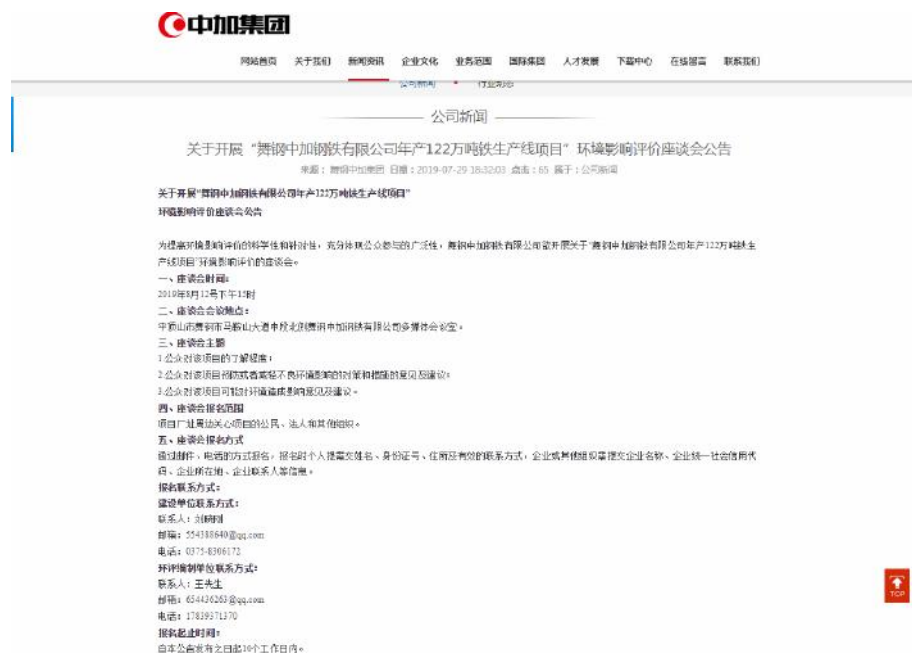 中加集团
网站首页 关于我们 新闻资讯 企业文化 业务范围 国际集团 人才发展 下载中心 在线留言 联系我们
公司新闻 行业动态
公司新闻
关于开展“舞钢中加钢铁有限公司年产122万吨铁生产线项目”环境影响评价座谈会公告
来源：舞钢中加集团 日期：2019-07-29 18:32:03 点击：65 属于：公司新闻
关于开展“舞钢中加钢铁有限公司年产122万吨铁生产线项目”
环境影响评价座谈会公告
为提高环境影响评价的科学性和针对性，充分体现公众参与的广泛性，舞钢中加钢铁有限公司欲开展关于“舞钢中加钢铁有限公司年产122万吨铁生
产线项目”环境影响评价的座谈会。
一、座谈会时间：
2019年8月12号下午15时
二、座谈会会议地点：
平顶山市舞钢市马鞍山大道中段北侧舞钢中加钢铁有限公司多媒体会议室。
三、座谈会主题
1.公众对该项目的了解程度；
2.公众对该项目预防或者减轻不良环境影响的对策和措施的意见及建议；
3.公众对该项目可能对环境造成影响意见及建议。
四、座谈会报名范围
项目厂址周边关心项目的公民、法人和其他组织。
五、座谈会报名方式
通过邮件、电话的方式报名，报名时个人提需交姓名、身份证号、住所及有效的联系方式，企业或其他组织需提交企业名称、企业统一社会信用代
码、企业所在地、企业联系人等信息。
报名联系方式：
建设单位联系方式：
联系人：刘晓刚
邮箱：554388640@qq.com
电话：0375-8306172
环评编制单位联系方式：
联系人：王先生
邮箱：654436263@qq.com
电话：17839371370
报名起止时间：
自本公告发布之日起10个工作日内。
TOP